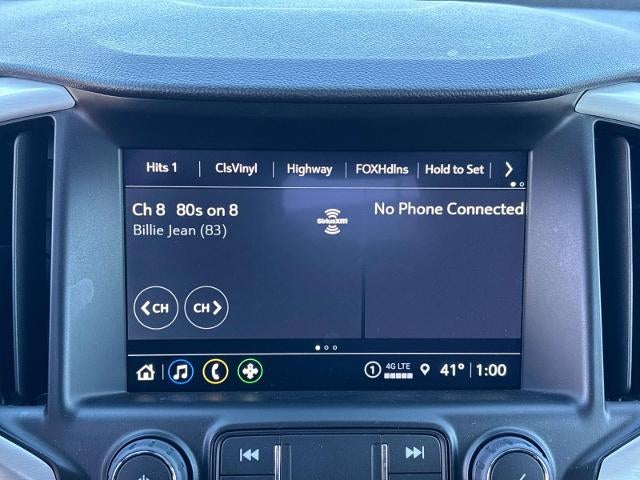 Hits 1 ClsVinyl Highway FOXHdlns Hold to Set
Ch 8 80s on 8
Billie Jean (83)
SiriusXM
No Phone Connected
CH CH
1 4G LTE 41° 1:00